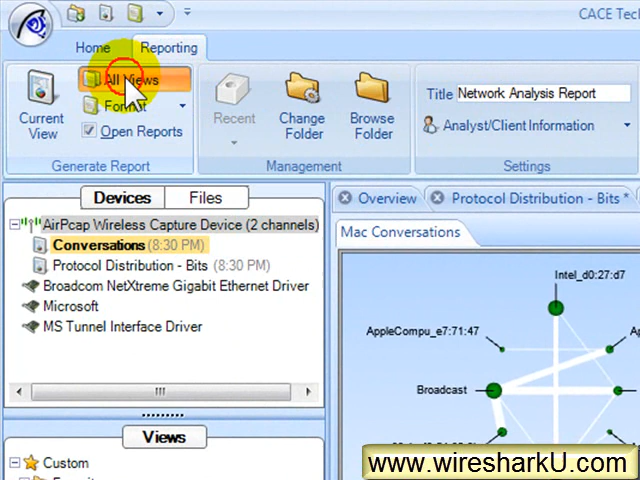 CACE Tec
Home Reporting
All Views
Format
Open Reports
Current View
Generate Report
Recent
Change Folder
Browse Folder
Management
Title Network Analysis Report
Analyst/Client Information
Settings
Devices Files
AirPcap Wireless Capture Device (2 channels)
Conversations (8:30 PM)
Protocol Distribution - Bits (8:30 PM)
Broadcom NetXtreme Gigabit Ethernet Driver
Microsoft
MS Tunnel Interface Driver
Views
Custom
Overview Protocol Distribution - Bits *
Mac Conversations
Intel_d0:27:d7
AppleCompu_e7:71:47
Broadcast
www.wiresharkU.com